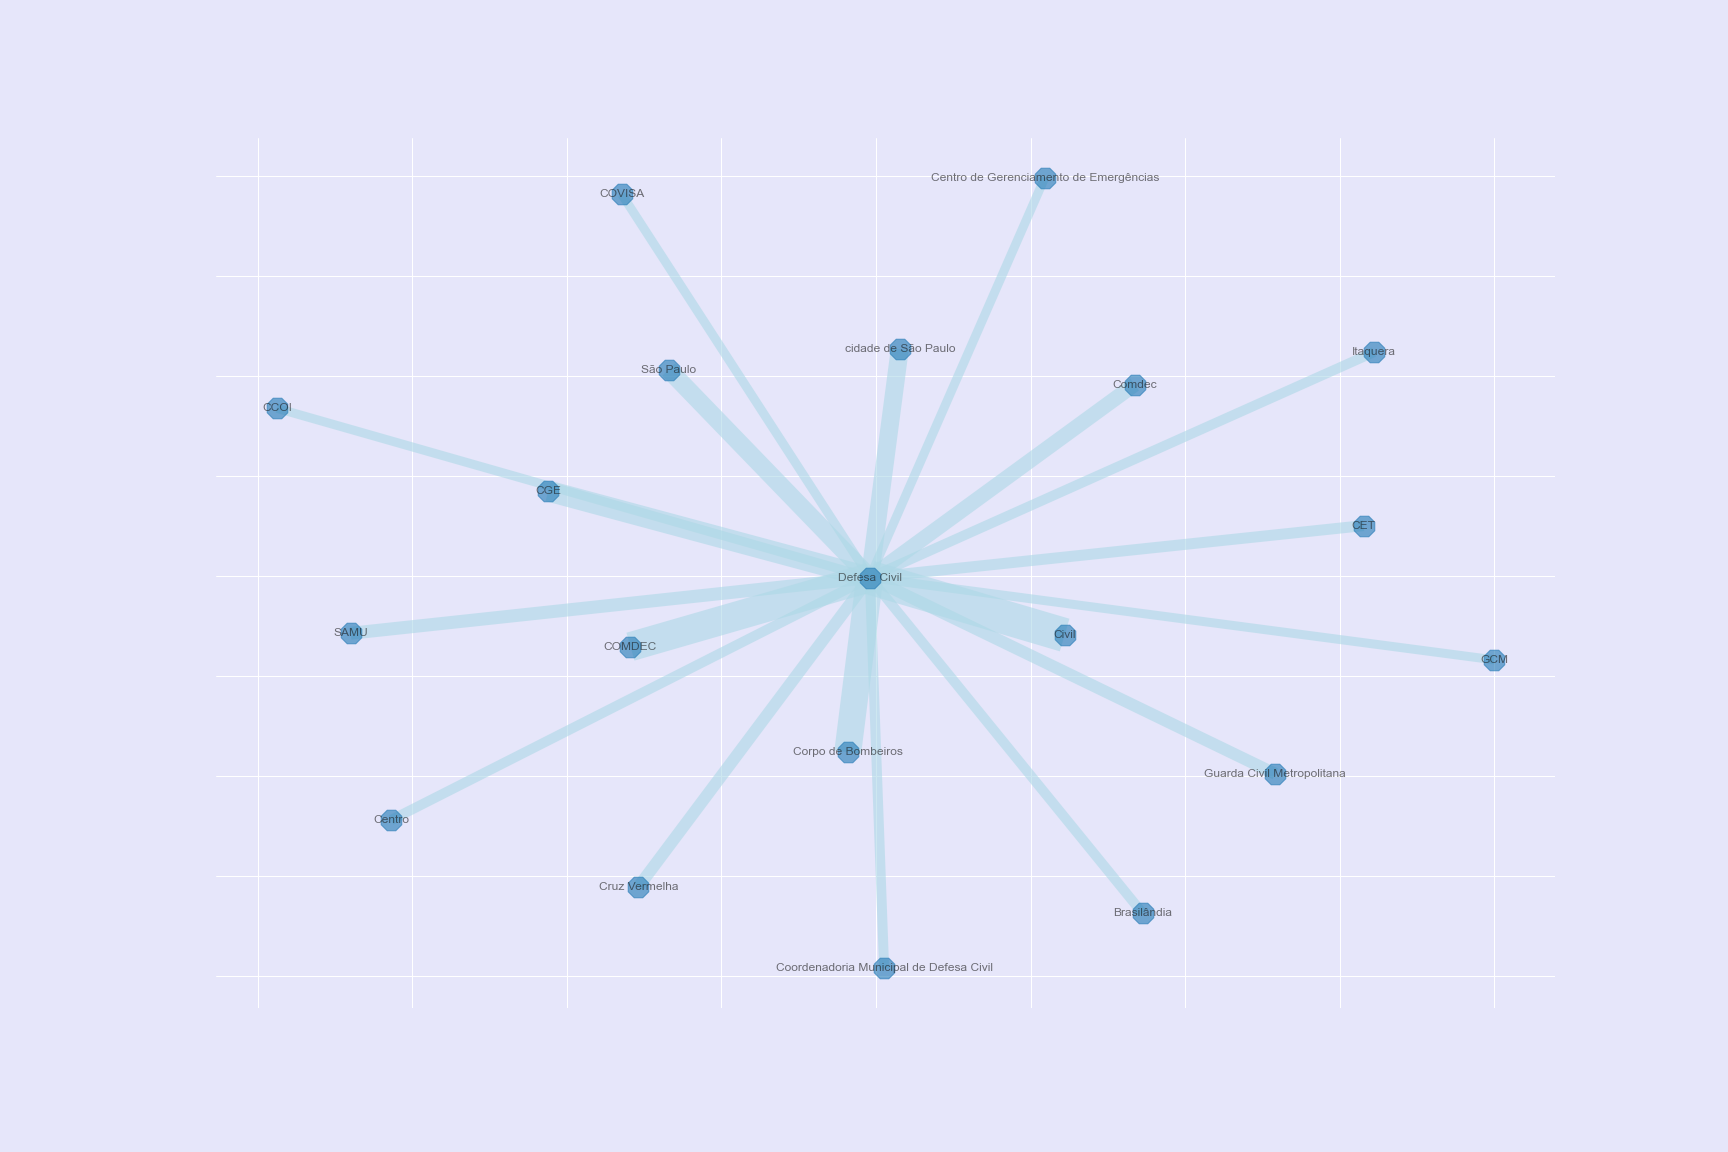 Centro de Gerenciamento de Emergências
COVISA
cidade de São Paulo
Itaquera
São Paulo
Comdec
CCOI
CGE
CET
Defesa Civil
SAMU
Civil
COMDEC
GCM
Corpo de Bombeiros
Guarda Civil Metropolitana
Centro
Cruz Vermelha
Brasilândia
Coordenadoria Municipal de Defesa Civil